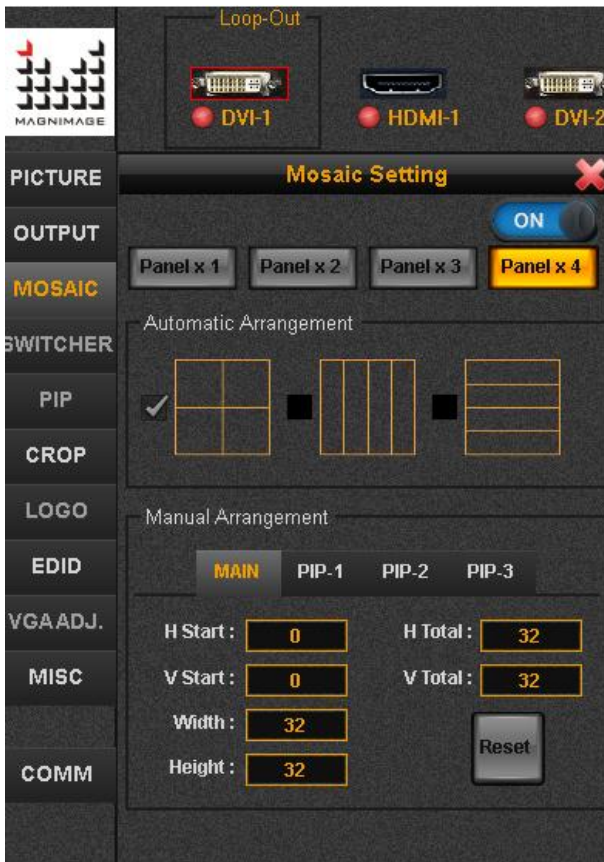 Loop-Out
MAGNIMAGE
DVI-1
HDMI-1
DVI-2
PICTURE
Mosaic Setting
OUTPUT
ON
Panel x 1
Panel x 2
Panel x 3
Panel x 4
MOSAIC
Automatic Arrangement
SWITCHER
PIP
CROP
LOGO
Manual Arrangement
EDID
MAIN
PIP-1
PIP-2
PIP-3
VGA ADJ.
H Start : 0
H Total : 32
MISC
V Start : 0
V Total : 32
Width : 32
Reset
Height : 32
COMM